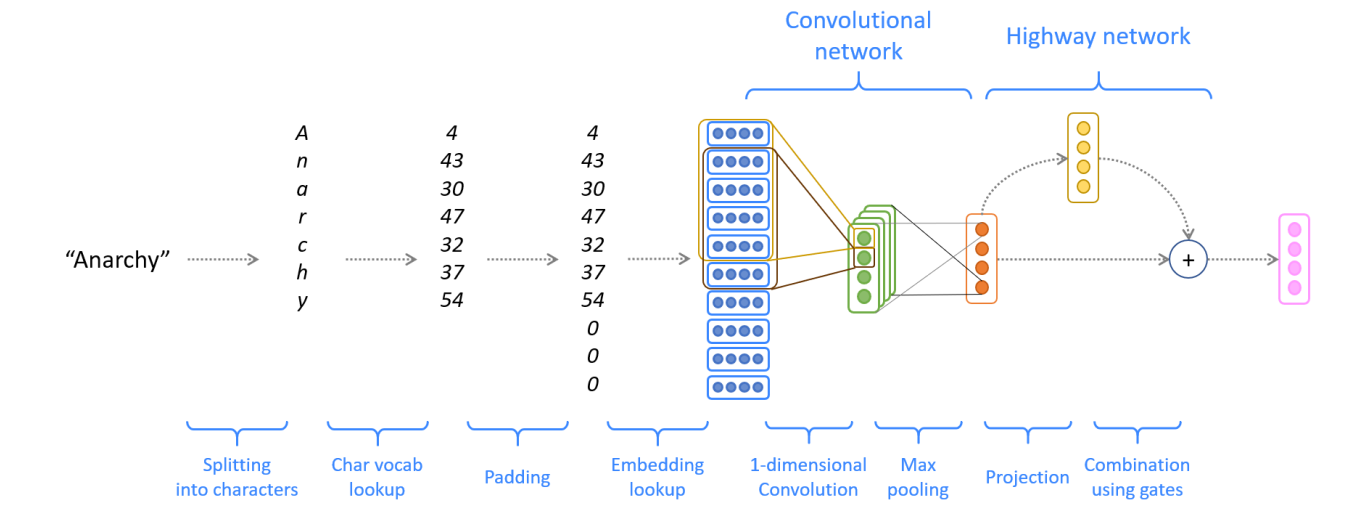 Convolutional
network
Highway network
A 4 4
n 43 43
a 30 30
r 47 47
“Anarchy” c 32 32 +
h 37 37
y 54 54
0
0
0
Splitting
into characters
Char vocab
lookup
Padding
Embedding
lookup
1-dimensional
Convolution
Max
pooling
Projection
Combination
using gates